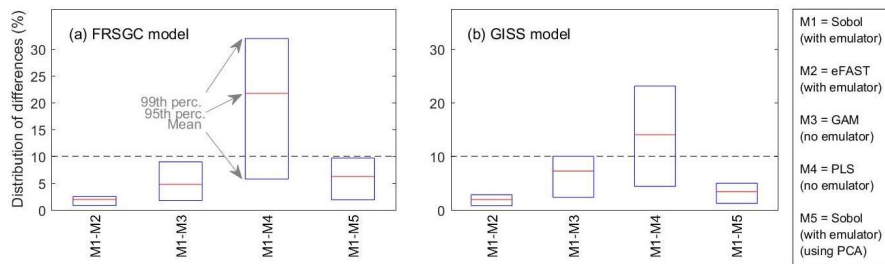 Distribution of differences (%)
30
25
20
15
10
5
0
(a) FRSGC model
99th perc.
95th perc.
Mean
M1-M2
M1-M3
M1-M4
M1-M5
30
25
20
15
10
5
0
(b) GISS model
M1-M2
M1-M3
M1-M4
M1-M5
M1 = Sobol
(with emulator)
M2 = eFAST
(with emulator)
M3 = GAM
(no emulator)
M4 = PLS
(no emulator)
M5 = Sobol
(with emulator)
(using PCA)